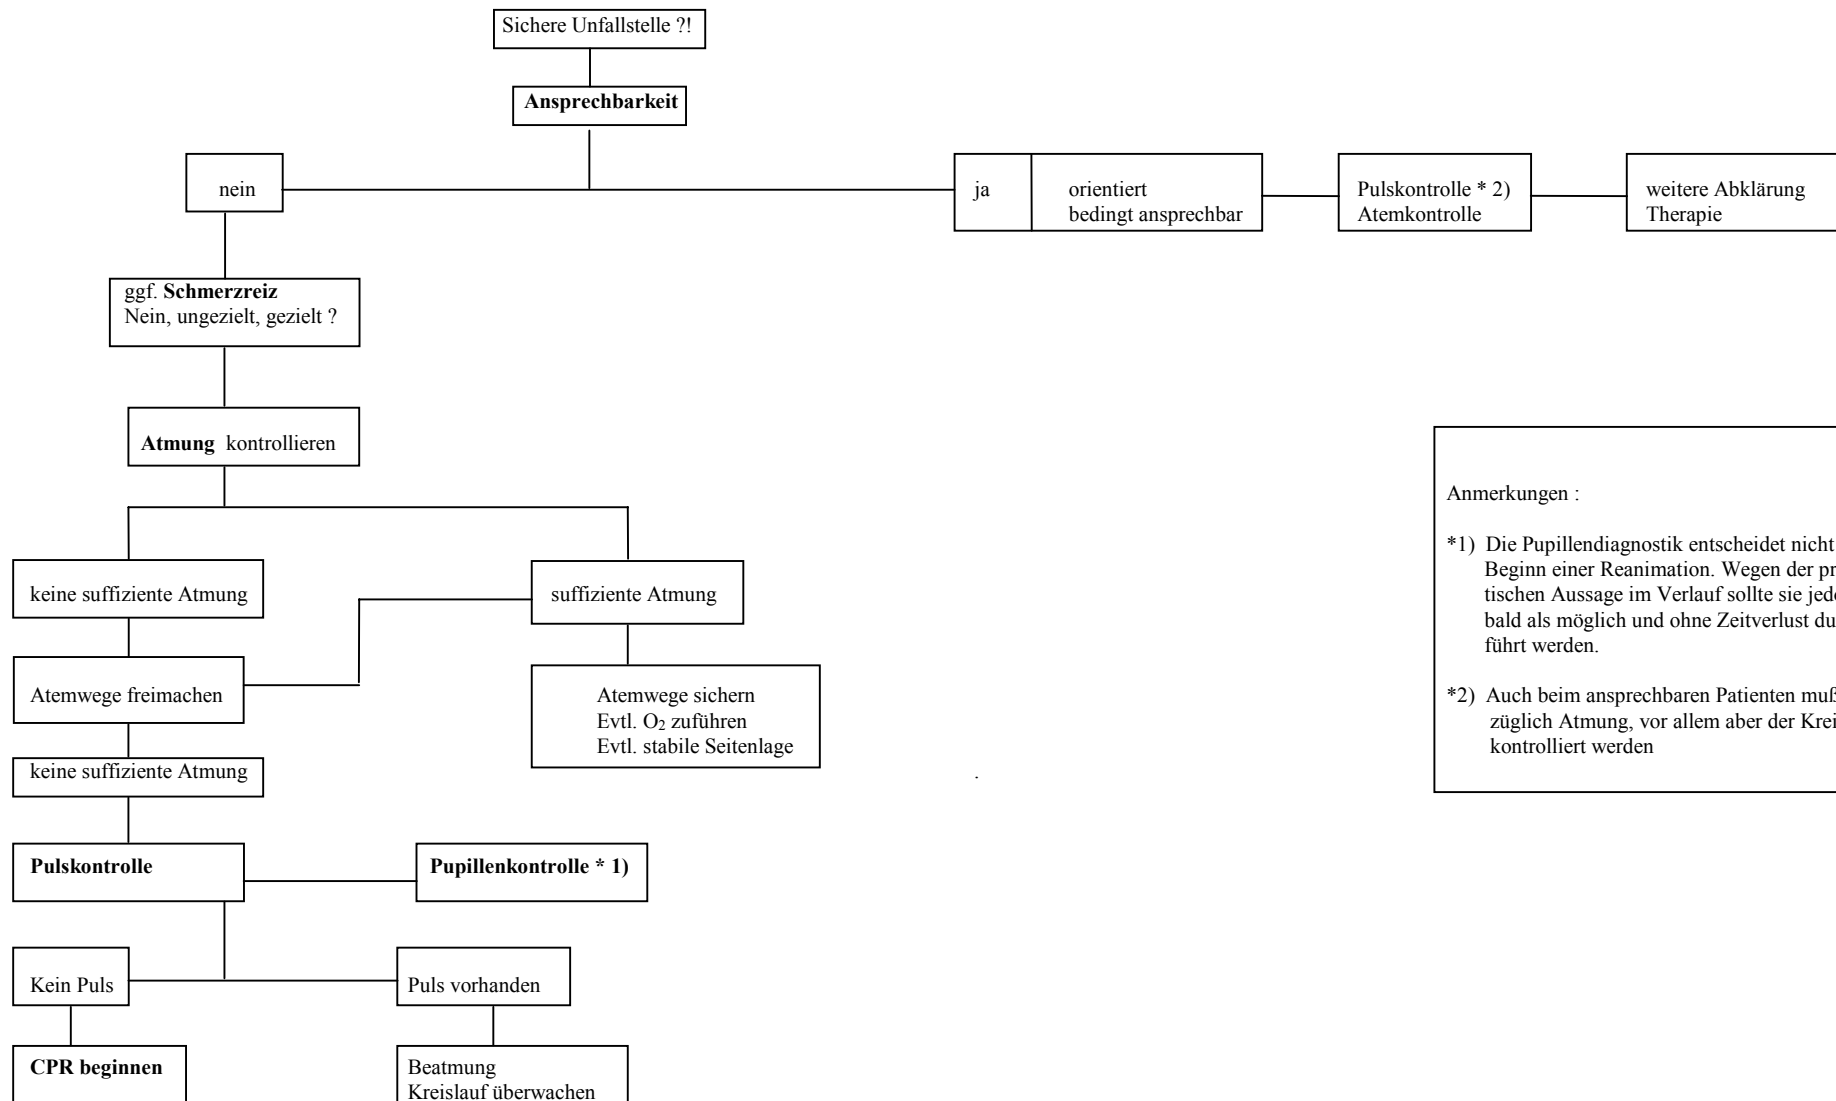 Sichere Unfallstelle ?!
Ansprechbarkeit
nein
ja
orientiert
bedingt ansprechbar
Pulskontrolle * 2)
Atemkontrolle
weitere Abklärung
Therapie
ggf. Schmerzreiz
Nein, ungezielt, gezielt ?
Atmung kontrollieren
keine suffiziente Atmung
suffiziente Atmung
Atemwege freimachen
Atemwege sichern
Evtl. O₂ zuführen
Evtl. stabile Seitenlage
keine suffiziente Atmung
Pulskontrolle
Pupillenkontrolle * 1)
Kein Puls
Puls vorhanden
CPR beginnen
Beatmung
Kreislauf überwachen
Anmerkungen :
*1) Die Pupillendiagnostik entscheidet nicht
Beginn einer Reanimation. Wegen der pr
tischen Aussage im Verlauf sollte sie jed
bald als möglich und ohne Zeitverlust du
führt werden.
*2) Auch beim ansprechbaren Patienten muß
züglich Atmung, vor allem aber der Krei
kontrolliert werden